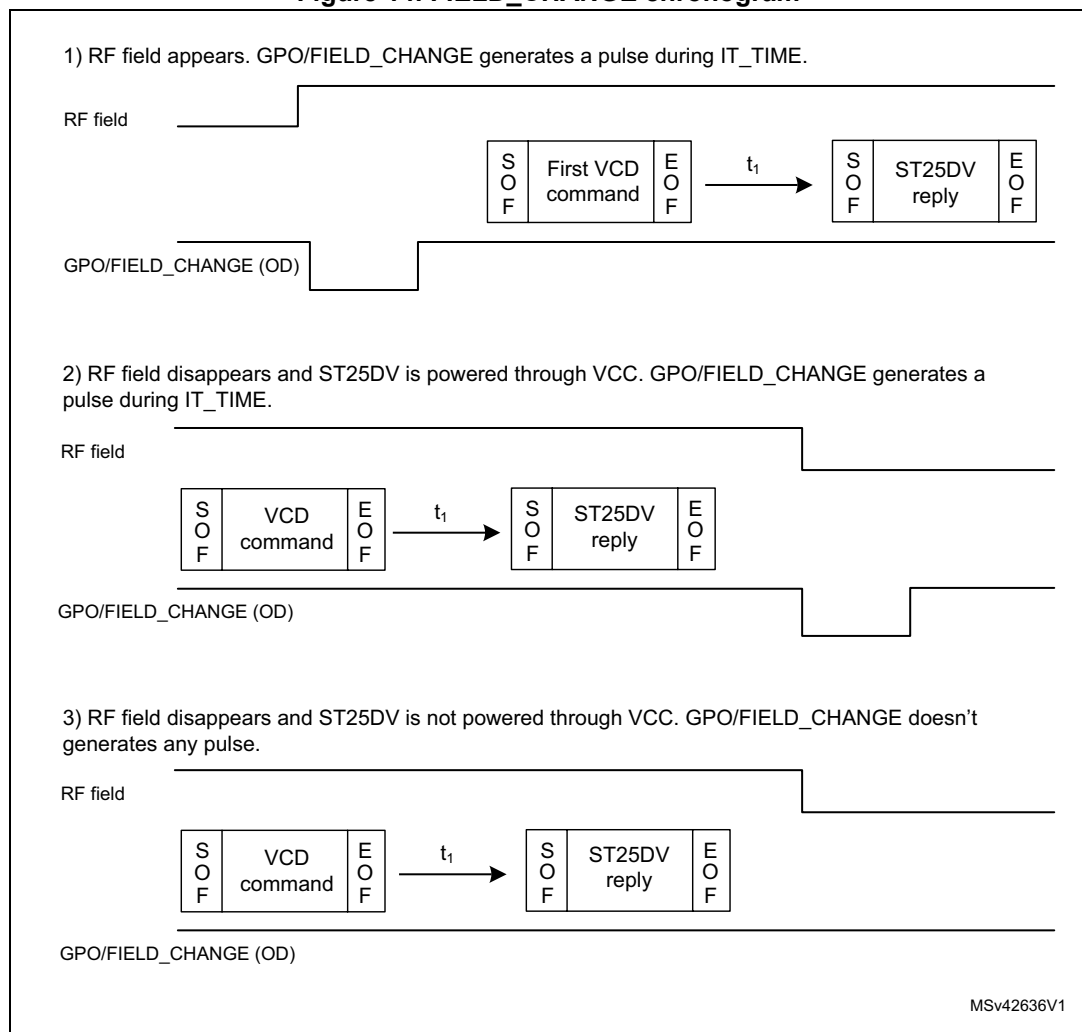 1) RF field appears. GPO/FIELD_CHANGE generates a pulse during IT_TIME.
RF field
S
O
F
First VCD
command
E
O
F
t₁
S
O
F
ST25DV
reply
E
O
F
GPO/FIELD_CHANGE (OD)
2) RF field disappears and ST25DV is powered through VCC. GPO/FIELD_CHANGE generates a
pulse during IT_TIME.
RF field
S
O
F
VCD
command
E
O
F
t₁
S
O
F
ST25DV
reply
E
O
F
GPO/FIELD_CHANGE (OD)
3) RF field disappears and ST25DV is not powered through VCC. GPO/FIELD_CHANGE doesn’t
generates any pulse.
RF field
S
O
F
VCD
command
E
O
F
t₁
S
O
F
ST25DV
reply
E
O
F
GPO/FIELD_CHANGE (OD)
MSv42636V1